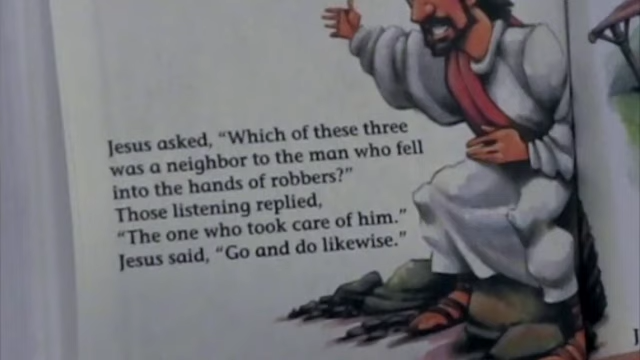 Jesus asked, “Which of these three
was a neighbor to the man who fell
into the hands of robbers?”
Those listening replied,
“The one who took care of him.”
Jesus said, “Go and do likewise.”